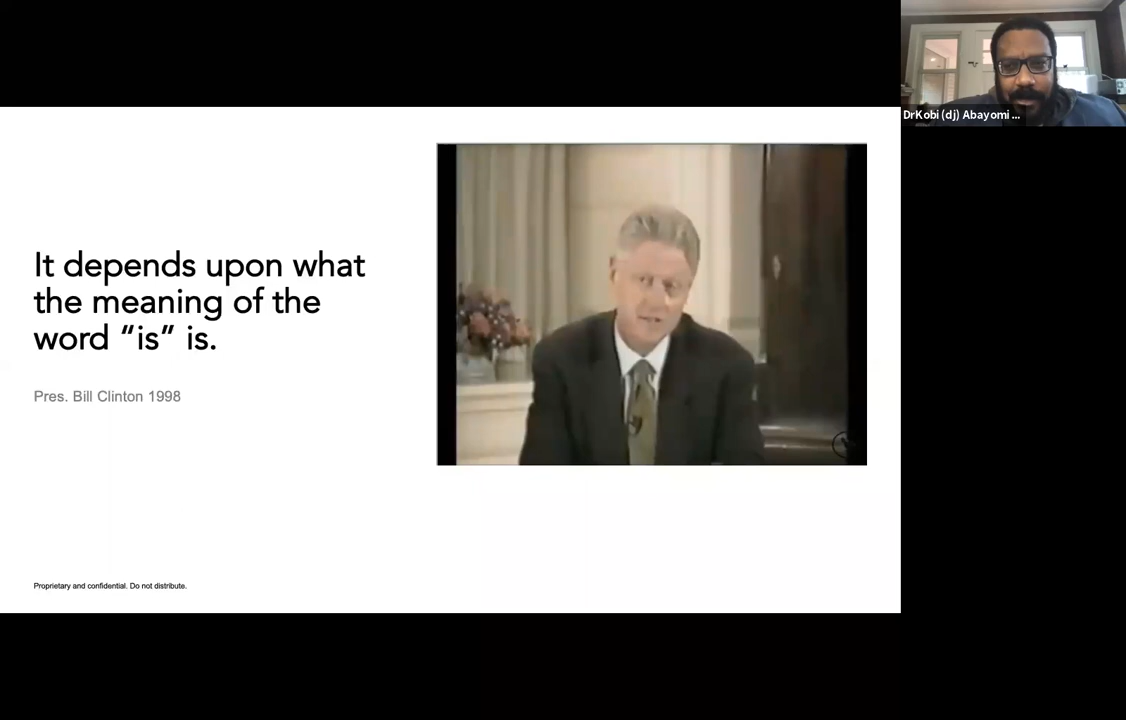 DrKobi (dj) Abayomi ...
It depends upon what
the meaning of the
word “is” is.
Pres. Bill Clinton 1998
Proprietary and confidential. Do not distribute.